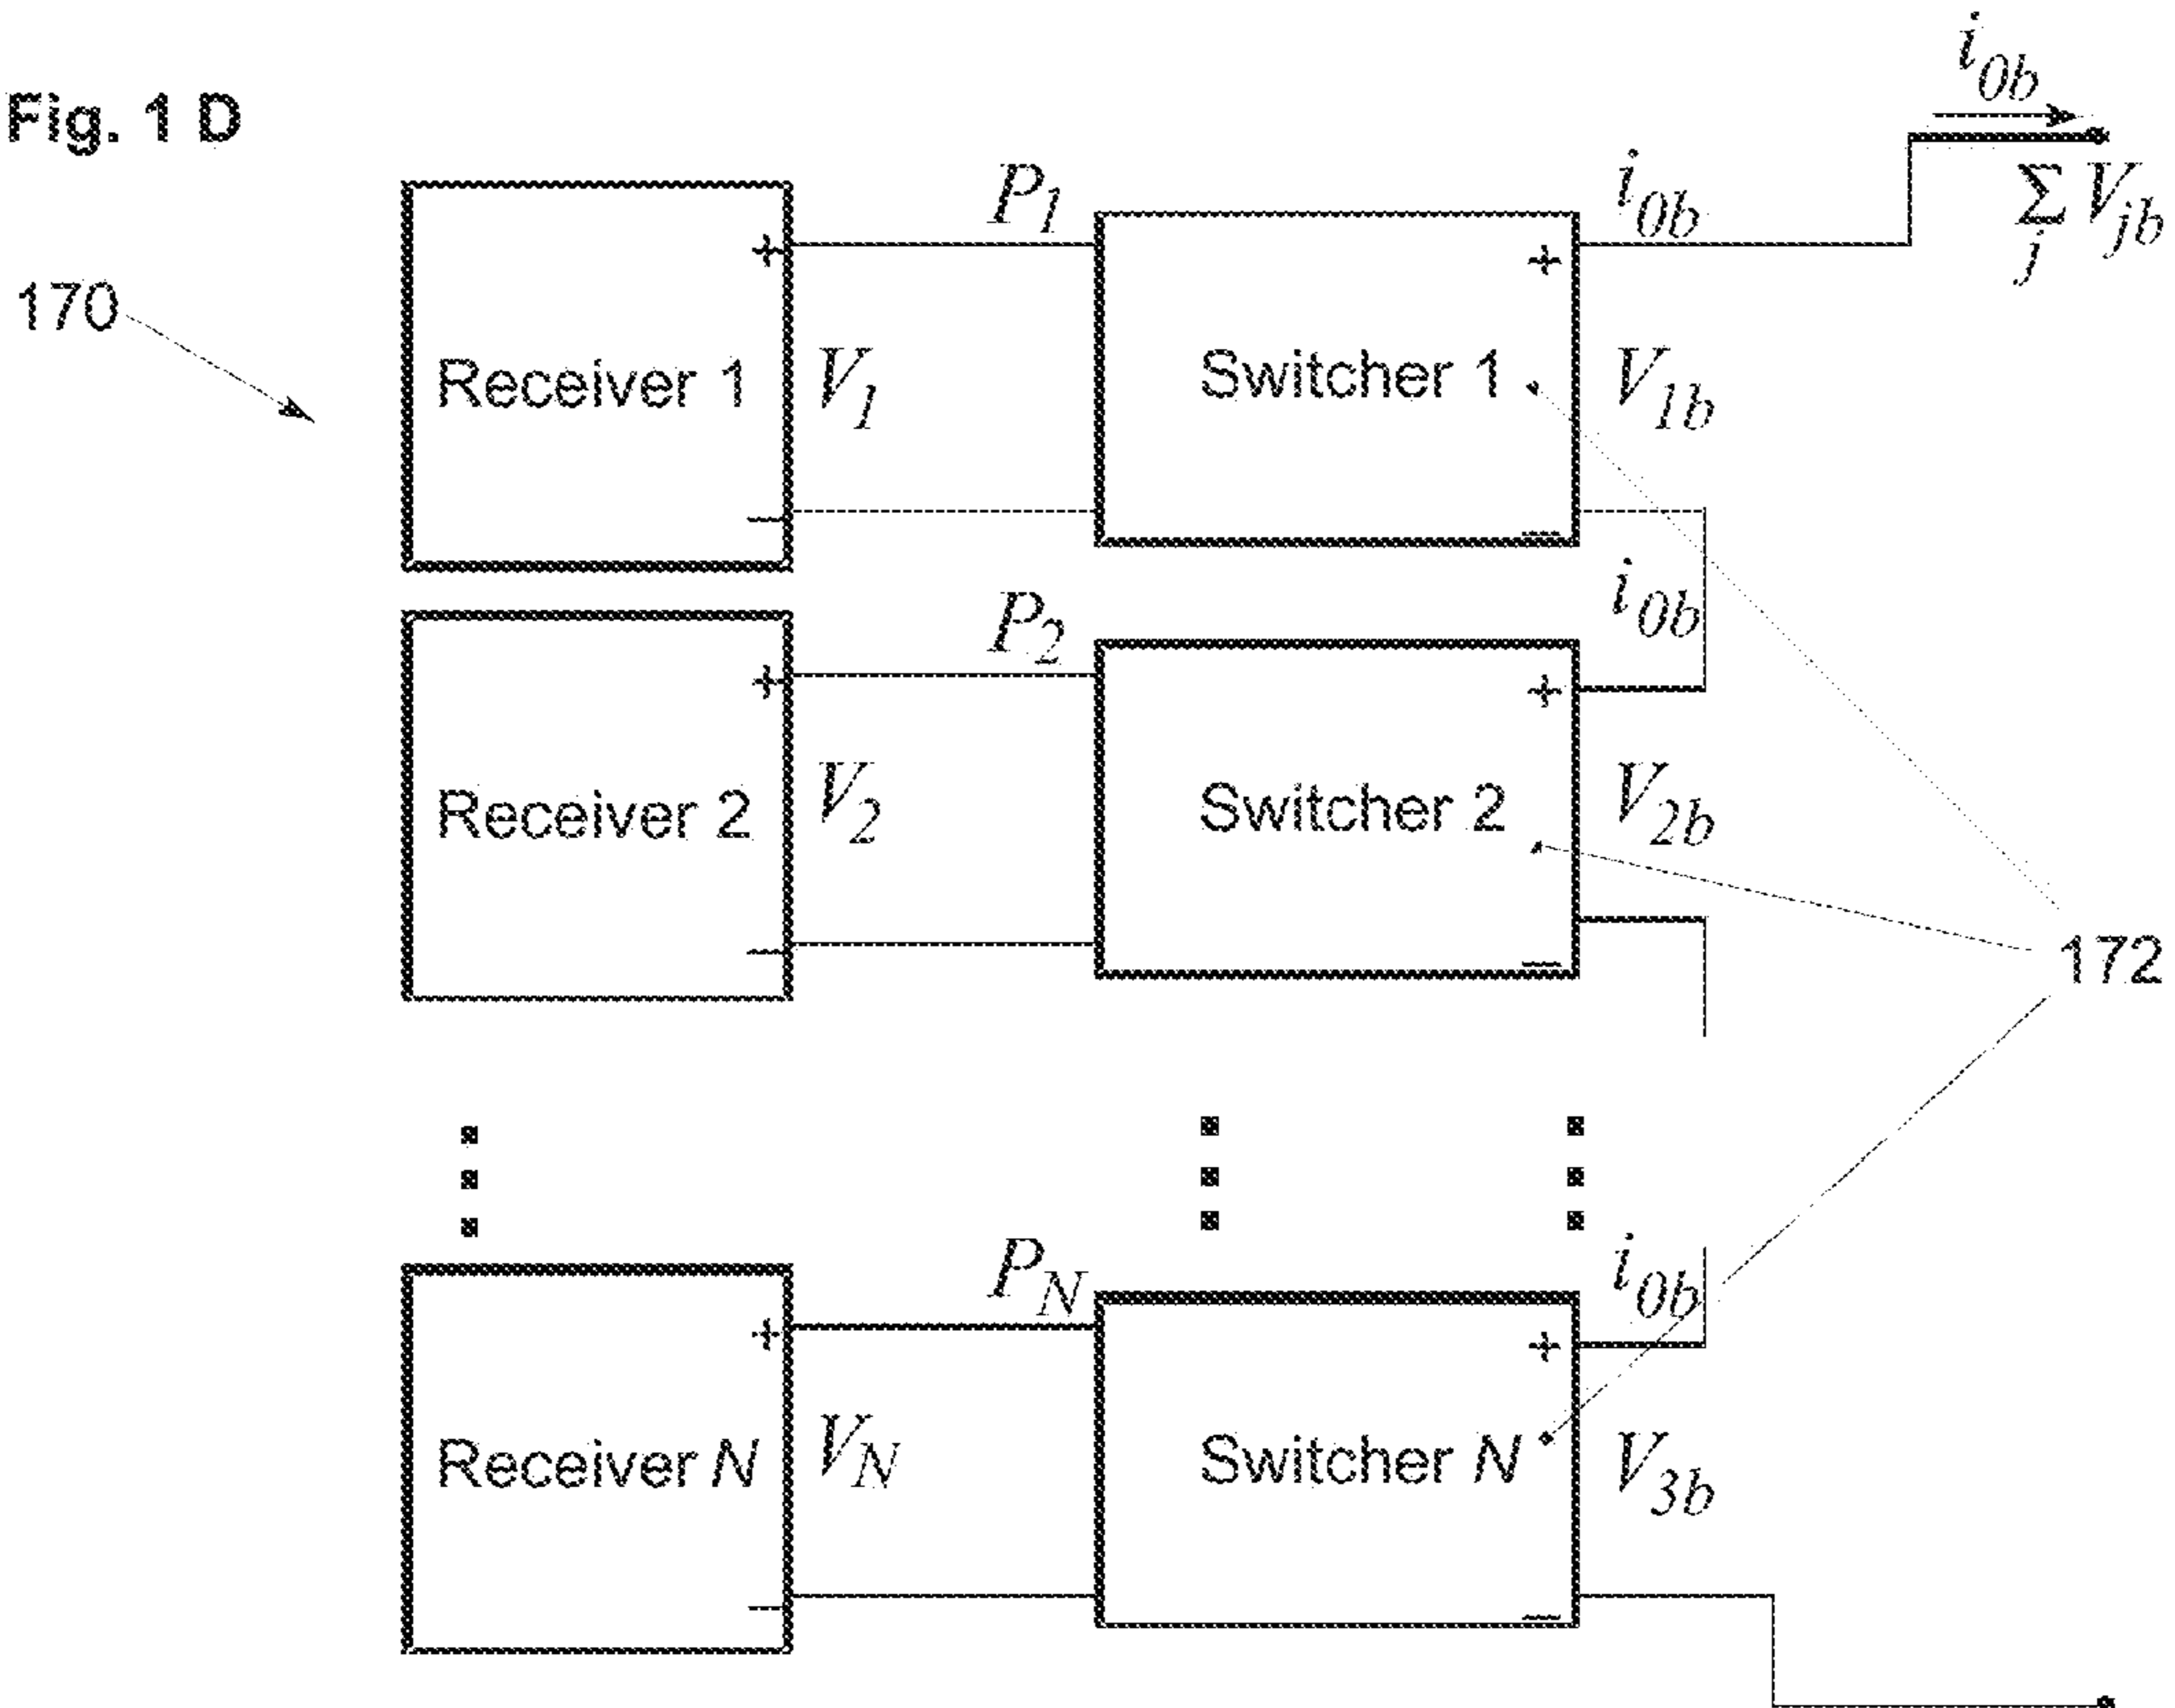 Fig. 1 D
i0b
∑j Vjb
170
Receiver 1
+
−
P1
V1
Switcher 1
+
−
i0b
V1b
i0b
Receiver 2
+
−
P2
V2
Switcher 2
+
−
V2b
172
Receiver N
+
−
PN
VN
Switcher N
+
−
i0b
V3b